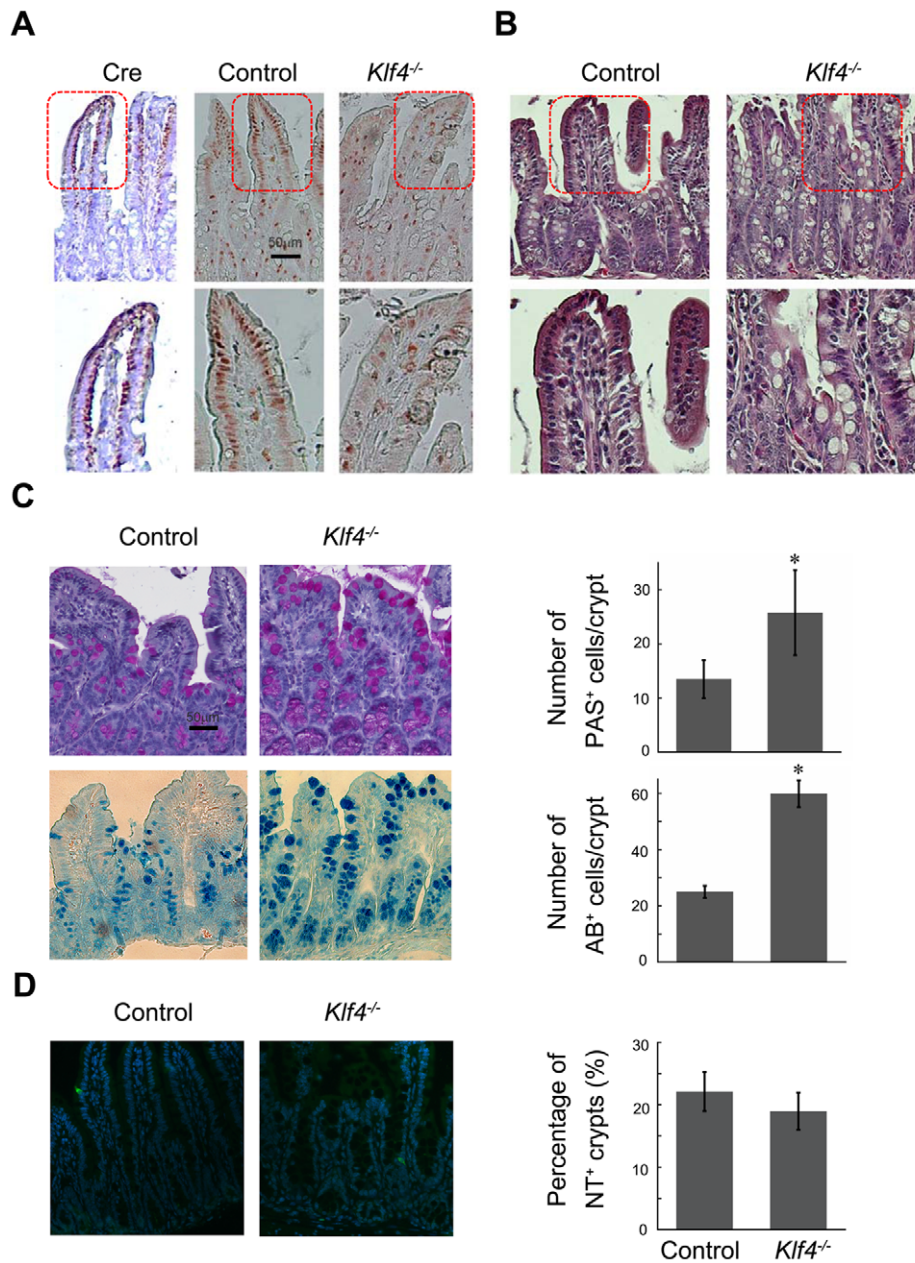 A
Cre
Control
Klf4-/-
50μm
B
Control
Klf4-/-
C
Control
Klf4-/-
50μm
Number of
PAS+ cells/crypt
30
20
10
0
*
Number of
AB+ cells/crypt
60
40
20
0
*
D
Control
Klf4-/-
Percentage of
NT+ crypts (%)
30
20
10
0
Control
Klf4-/-